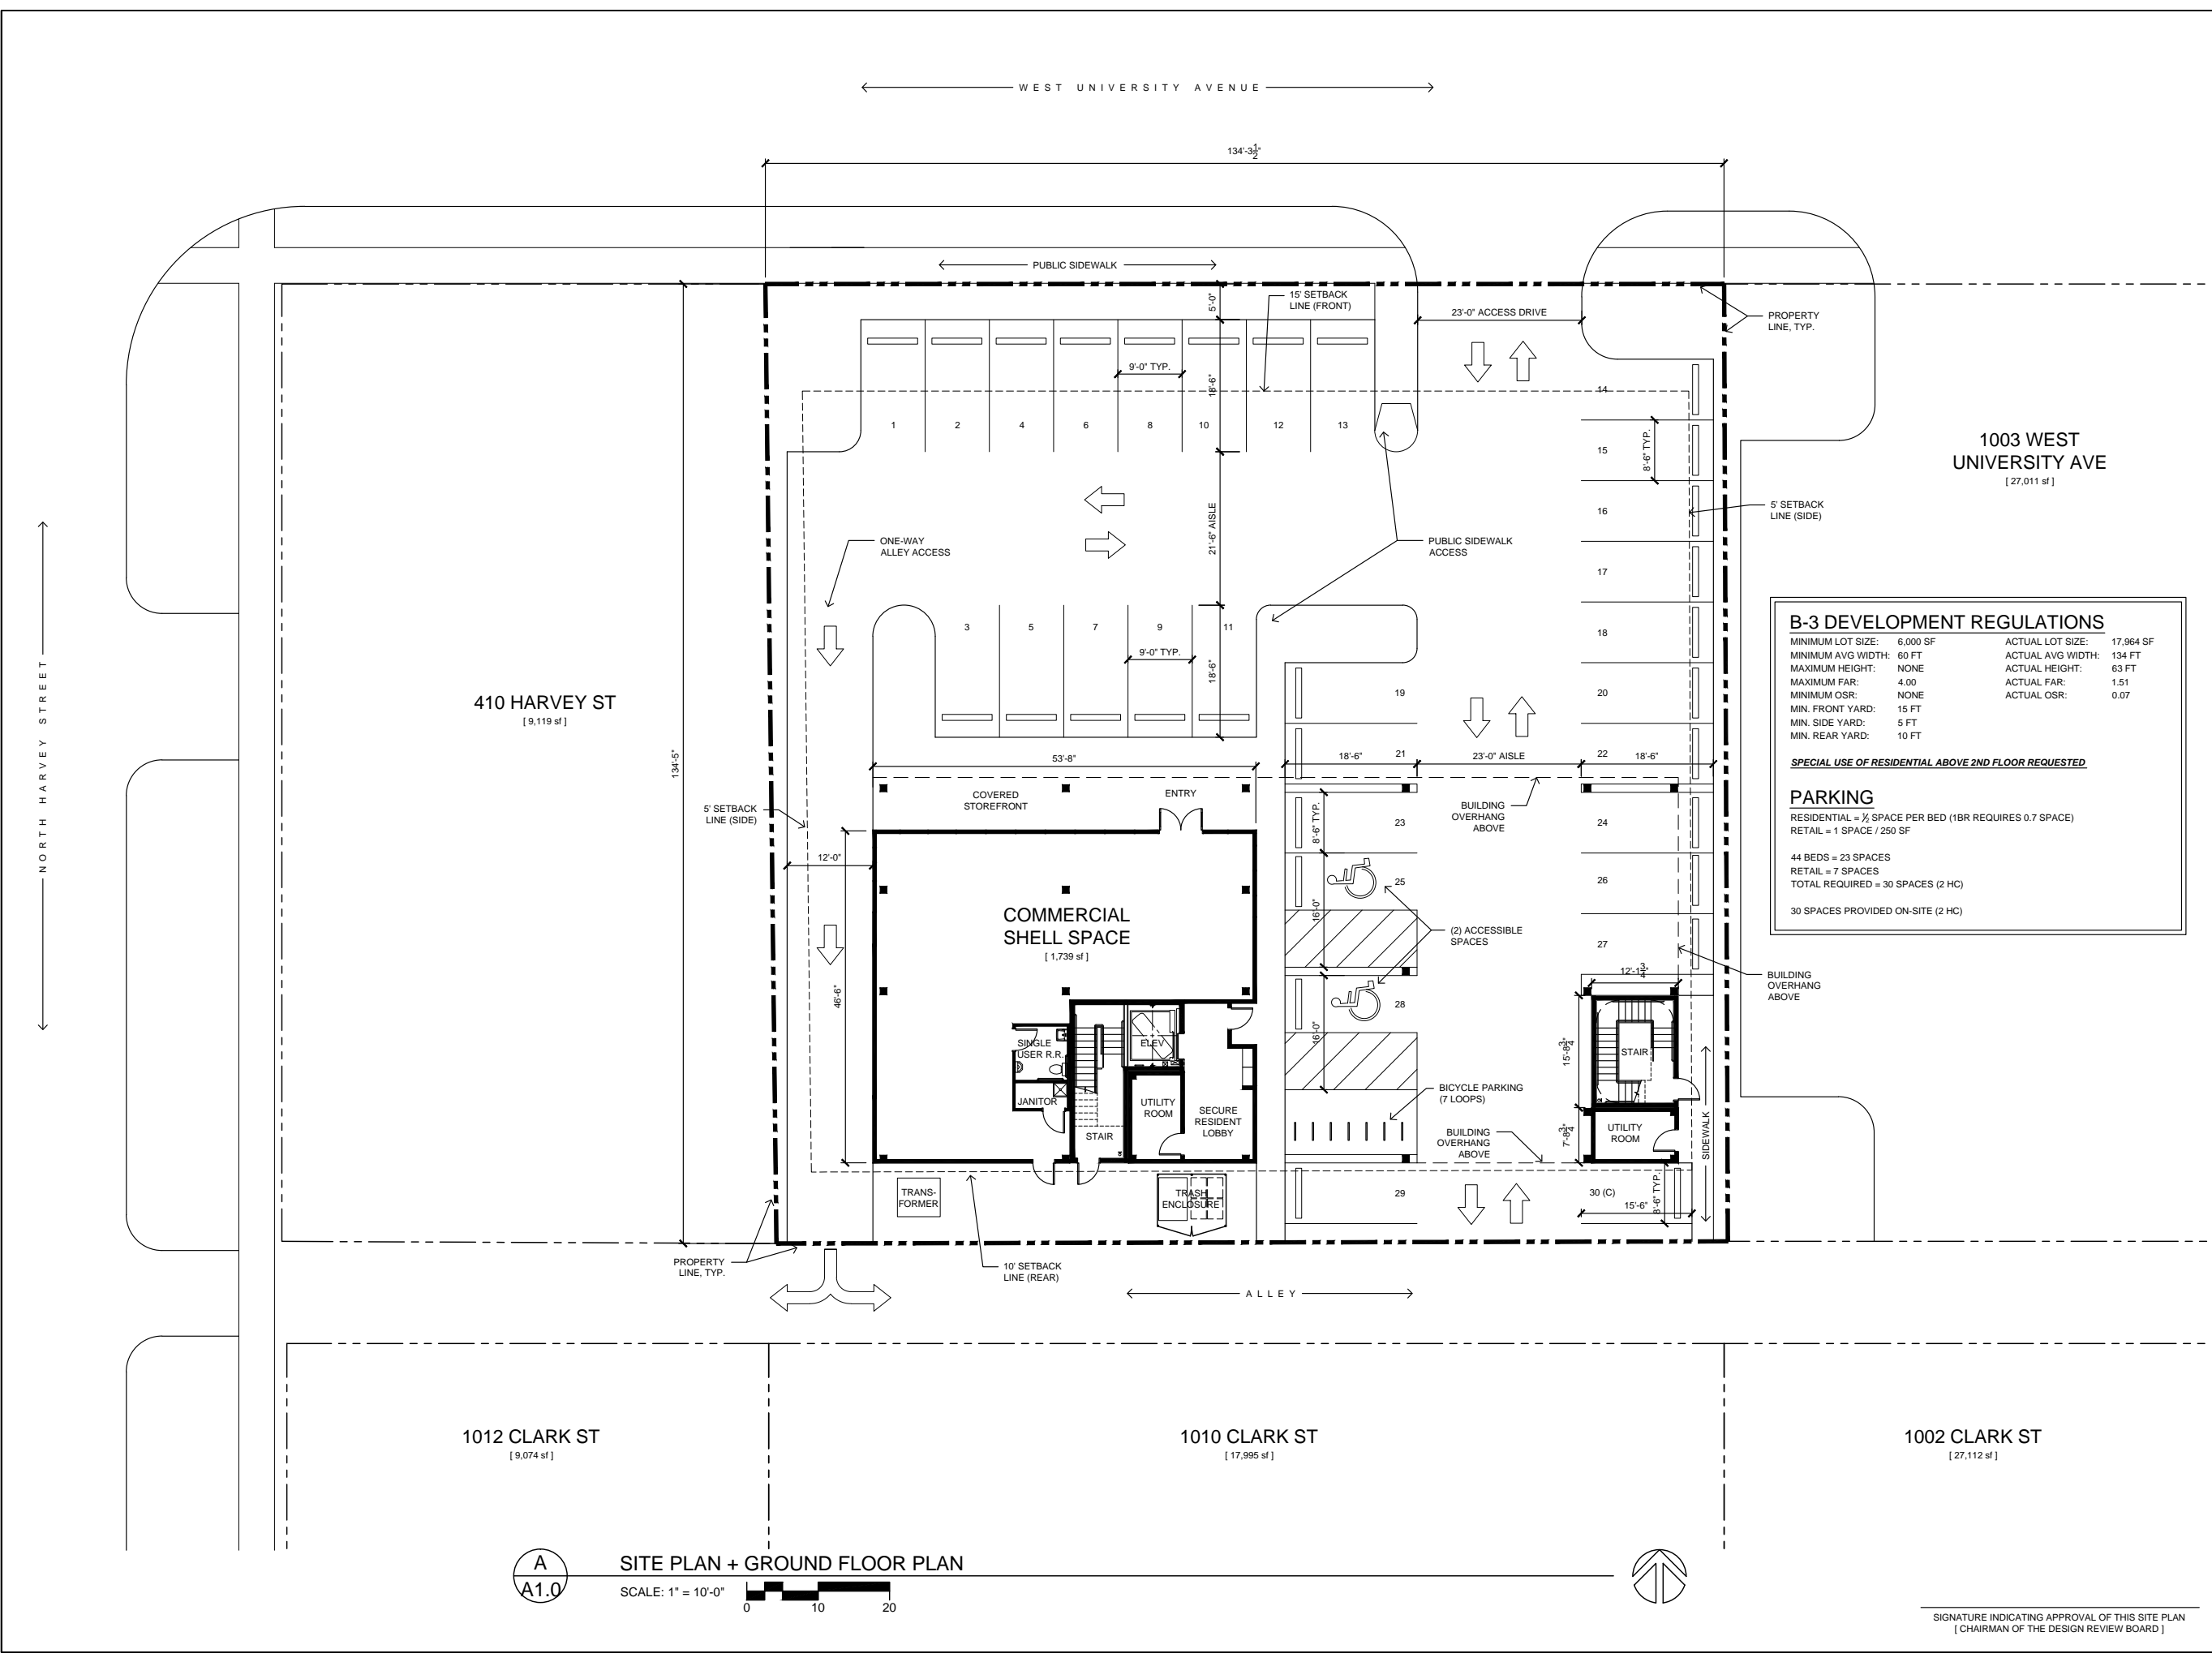 WEST UNIVERSITY AVENUE
134'-3 1/2"
PUBLIC SIDEWALK
5'-0"
15' SETBACK
LINE (FRONT)
23'-0" ACCESS DRIVE
PROPERTY
LINE, TYP.
9'-0" TYP.
18'-6"
14
1
2
4
6
8
10
12
13
15
8'-6" TYP.
1003 WEST
UNIVERSITY AVE
[ 27,011 sf ]
16
5' SETBACK
LINE (SIDE)
ONE-WAY
ALLEY ACCESS
21'-6" AISLE
PUBLIC SIDEWALK
ACCESS
17
3
5
7
9
11
18
9'-0" TYP.
18'-6"
NORTH HARVEY STREET
410 HARVEY ST
[ 9,119 sf ]
134'-5"
19
20
21
22
53'-8"
18'-6"
23'-0" AISLE
18'-6"
B-3 DEVELOPMENT REGULATIONS
MINIMUM LOT SIZE: 6,000 SF ACTUAL LOT SIZE: 17,964 SF
MINIMUM AVG WIDTH: 60 FT ACTUAL AVG WIDTH: 134 FT
MAXIMUM HEIGHT: NONE ACTUAL HEIGHT: 63 FT
MAXIMUM FAR: 4.00 ACTUAL FAR: 1.51
MINIMUM OSR: NONE ACTUAL OSR: 0.07
MIN. FRONT YARD: 15 FT
MIN. SIDE YARD: 5 FT
MIN. REAR YARD: 10 FT
SPECIAL USE OF RESIDENTIAL ABOVE 2ND FLOOR REQUESTED
PARKING
RESIDENTIAL = ½ SPACE PER BED (1BR REQUIRES 0.7 SPACE)
RETAIL = 1 SPACE / 250 SF
44 BEDS = 23 SPACES
RETAIL = 7 SPACES
TOTAL REQUIRED = 30 SPACES (2 HC)
30 SPACES PROVIDED ON-SITE (2 HC)
COVERED
STOREFRONT
ENTRY
5' SETBACK
LINE (SIDE)
BUILDING
OVERHANG
ABOVE
8'-6" TYP.
23
24
12'-0"
25
26
COMMERCIAL
SHELL SPACE
[ 1,739 sf ]
16'-0"
(2) ACCESSIBLE
SPACES
27
46'-6"
12'-1 3/4"
BUILDING
OVERHANG
ABOVE
28
16'-0"
SINGLE
USER R.R.
ELEV
STAIR
15'-8 3/4"
JANITOR
UTILITY
ROOM
SECURE
RESIDENT
LOBBY
BICYCLE PARKING
(7 LOOPS)
STAIR
BUILDING
OVERHANG
ABOVE
7'-8 3/4"
UTILITY
ROOM
SIDEWALK
TRANS-
FORMER
TRASH
ENCLOSURE
29
30 (C)
15'-6"
8'-6" TYP.
PROPERTY
LINE, TYP.
10' SETBACK
LINE (REAR)
ALLEY
1012 CLARK ST
[ 9,074 sf ]
1010 CLARK ST
[ 17,995 sf ]
1002 CLARK ST
[ 27,112 sf ]
A
A1.0
SITE PLAN + GROUND FLOOR PLAN
SCALE: 1" = 10'-0"
0 10 20
SIGNATURE INDICATING APPROVAL OF THIS SITE PLAN
[ CHAIRMAN OF THE DESIGN REVIEW BOARD ]